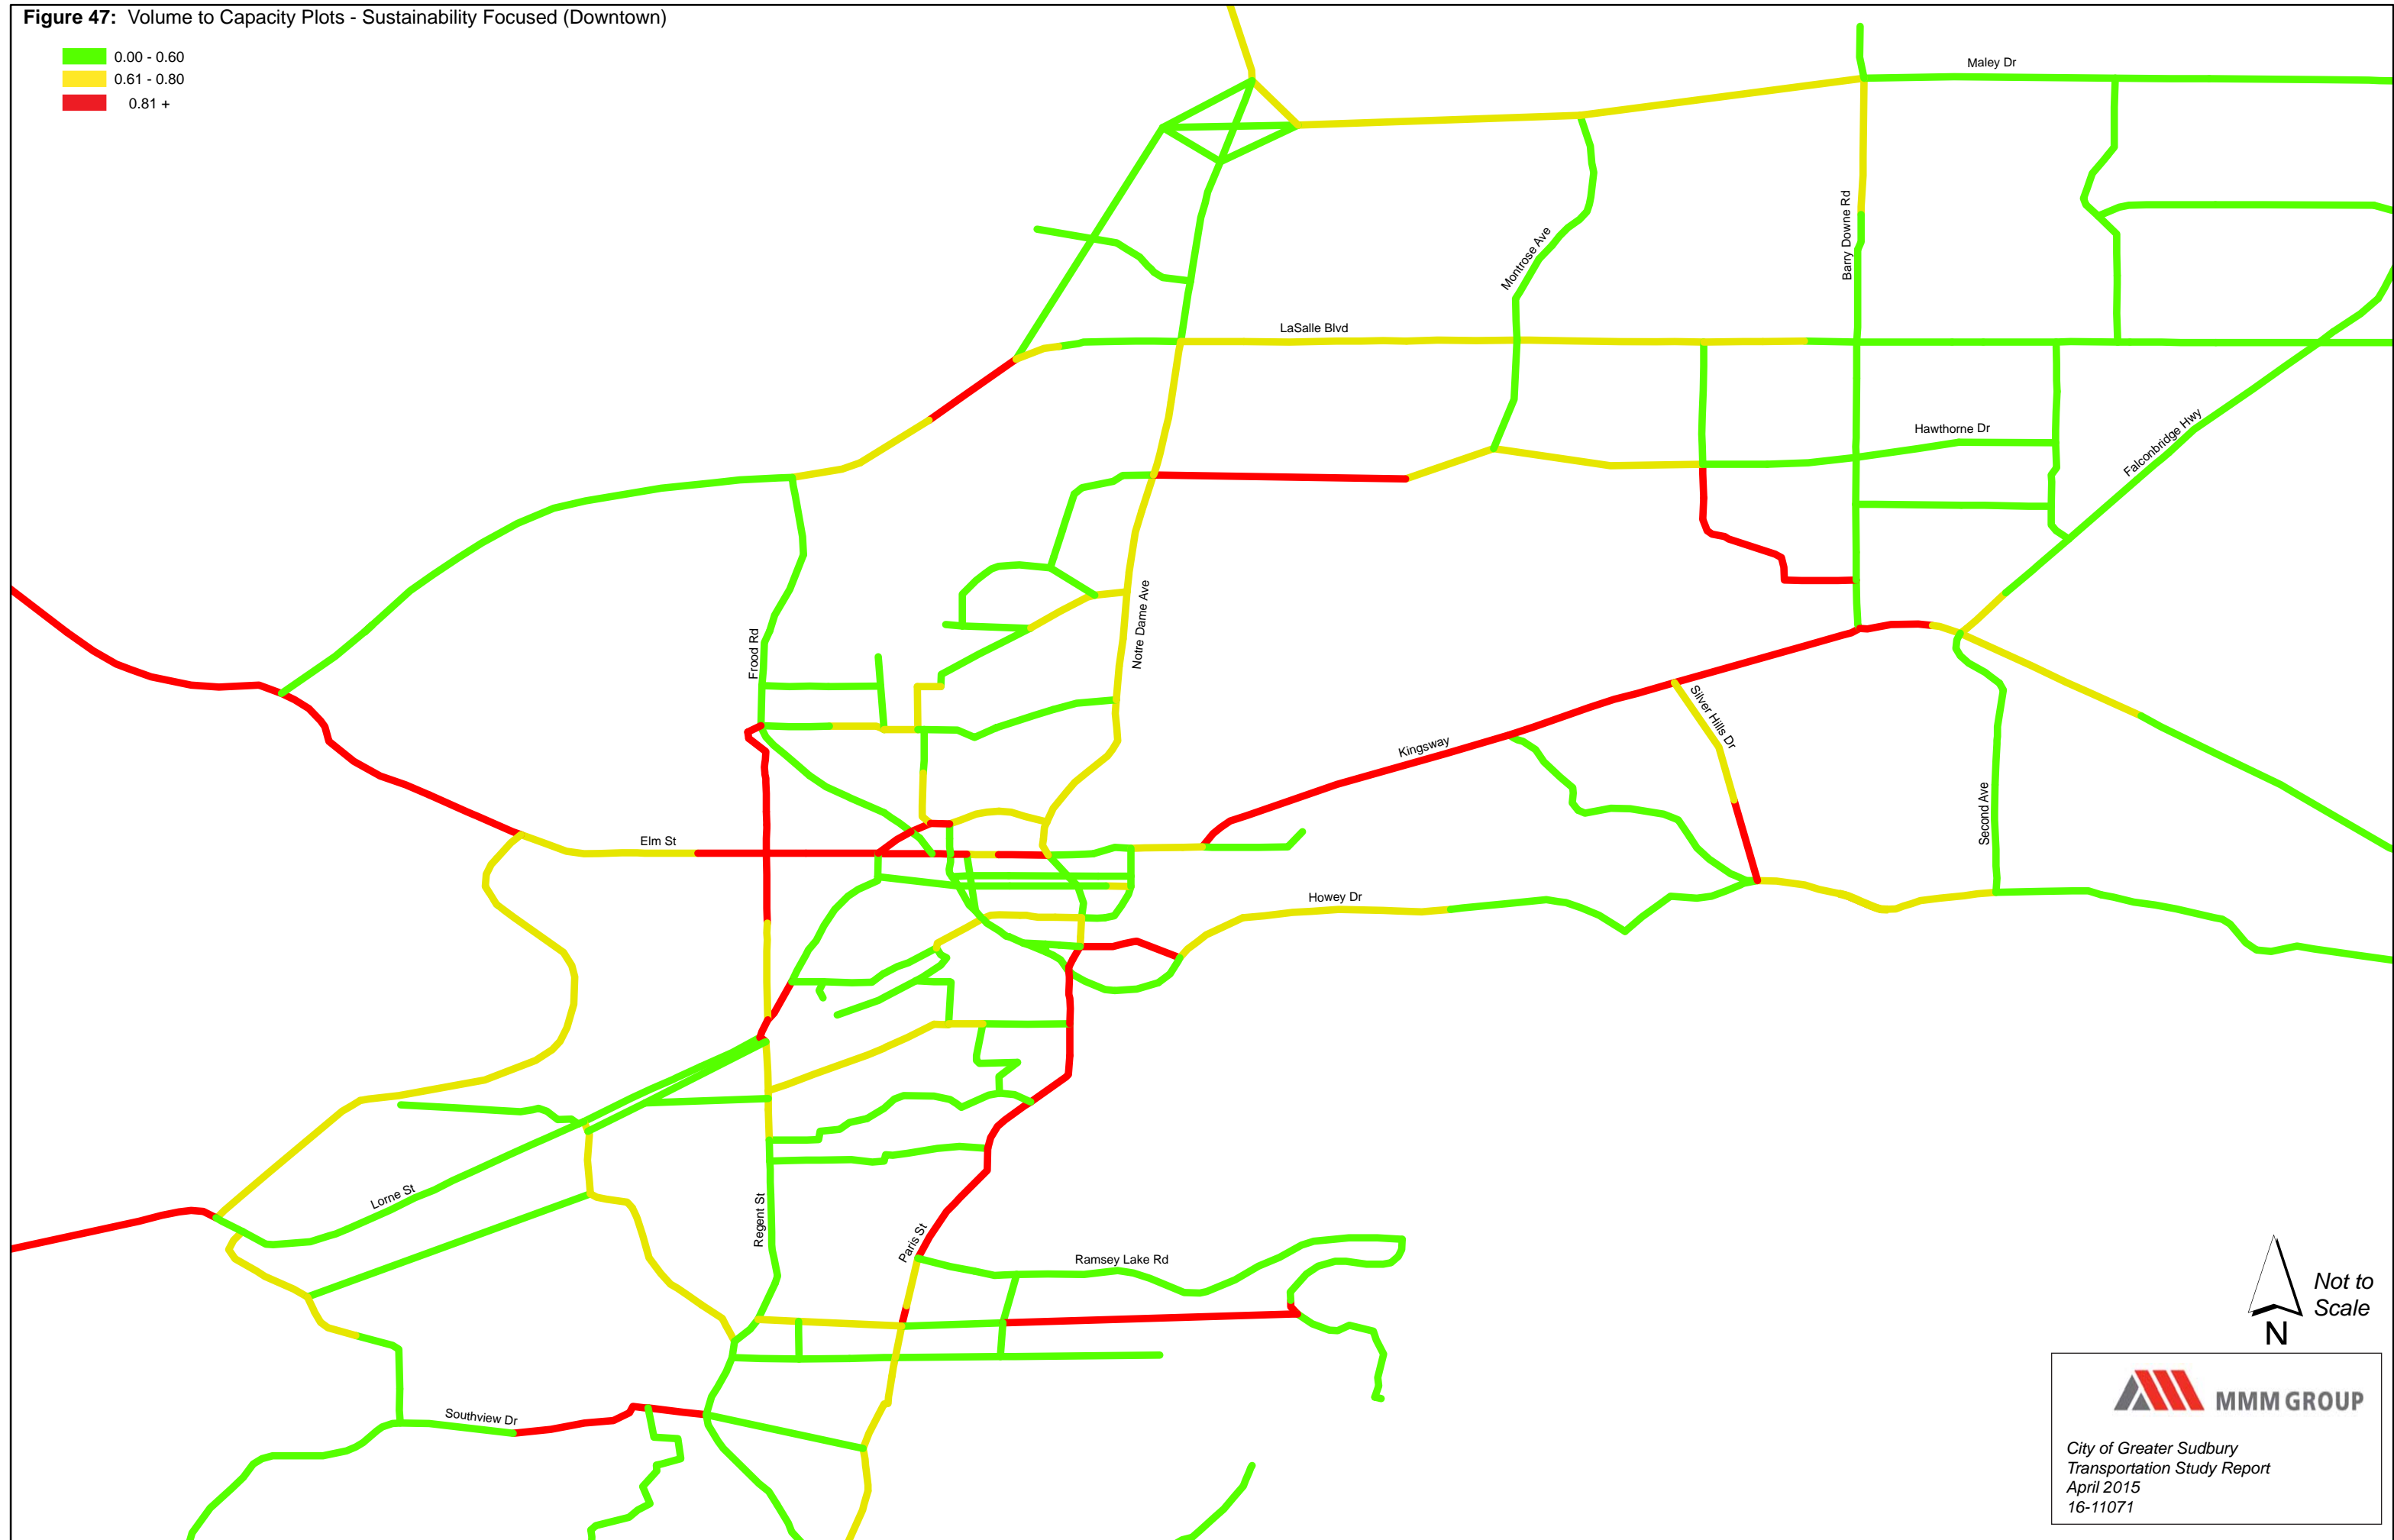 Figure 47: Volume to Capacity Plots - Sustainability Focused (Downtown)
0.00 - 0.60
0.61 - 0.80
0.81 +
Maley Dr
Barry Downe Rd
Montrose Ave
LaSalle Blvd
Hawthorne Dr
Falconbridge Hwy
Notre Dame Ave
Frood Rd
Silver Hills Dr
Kingsway
Second Ave
Elm St
Howey Dr
Lorne St
Regent St
Paris St
Ramsey Lake Rd
Southview Dr
Not to
Scale
N
MMM GROUP
City of Greater Sudbury
Transportation Study Report
April 2015
16-11071